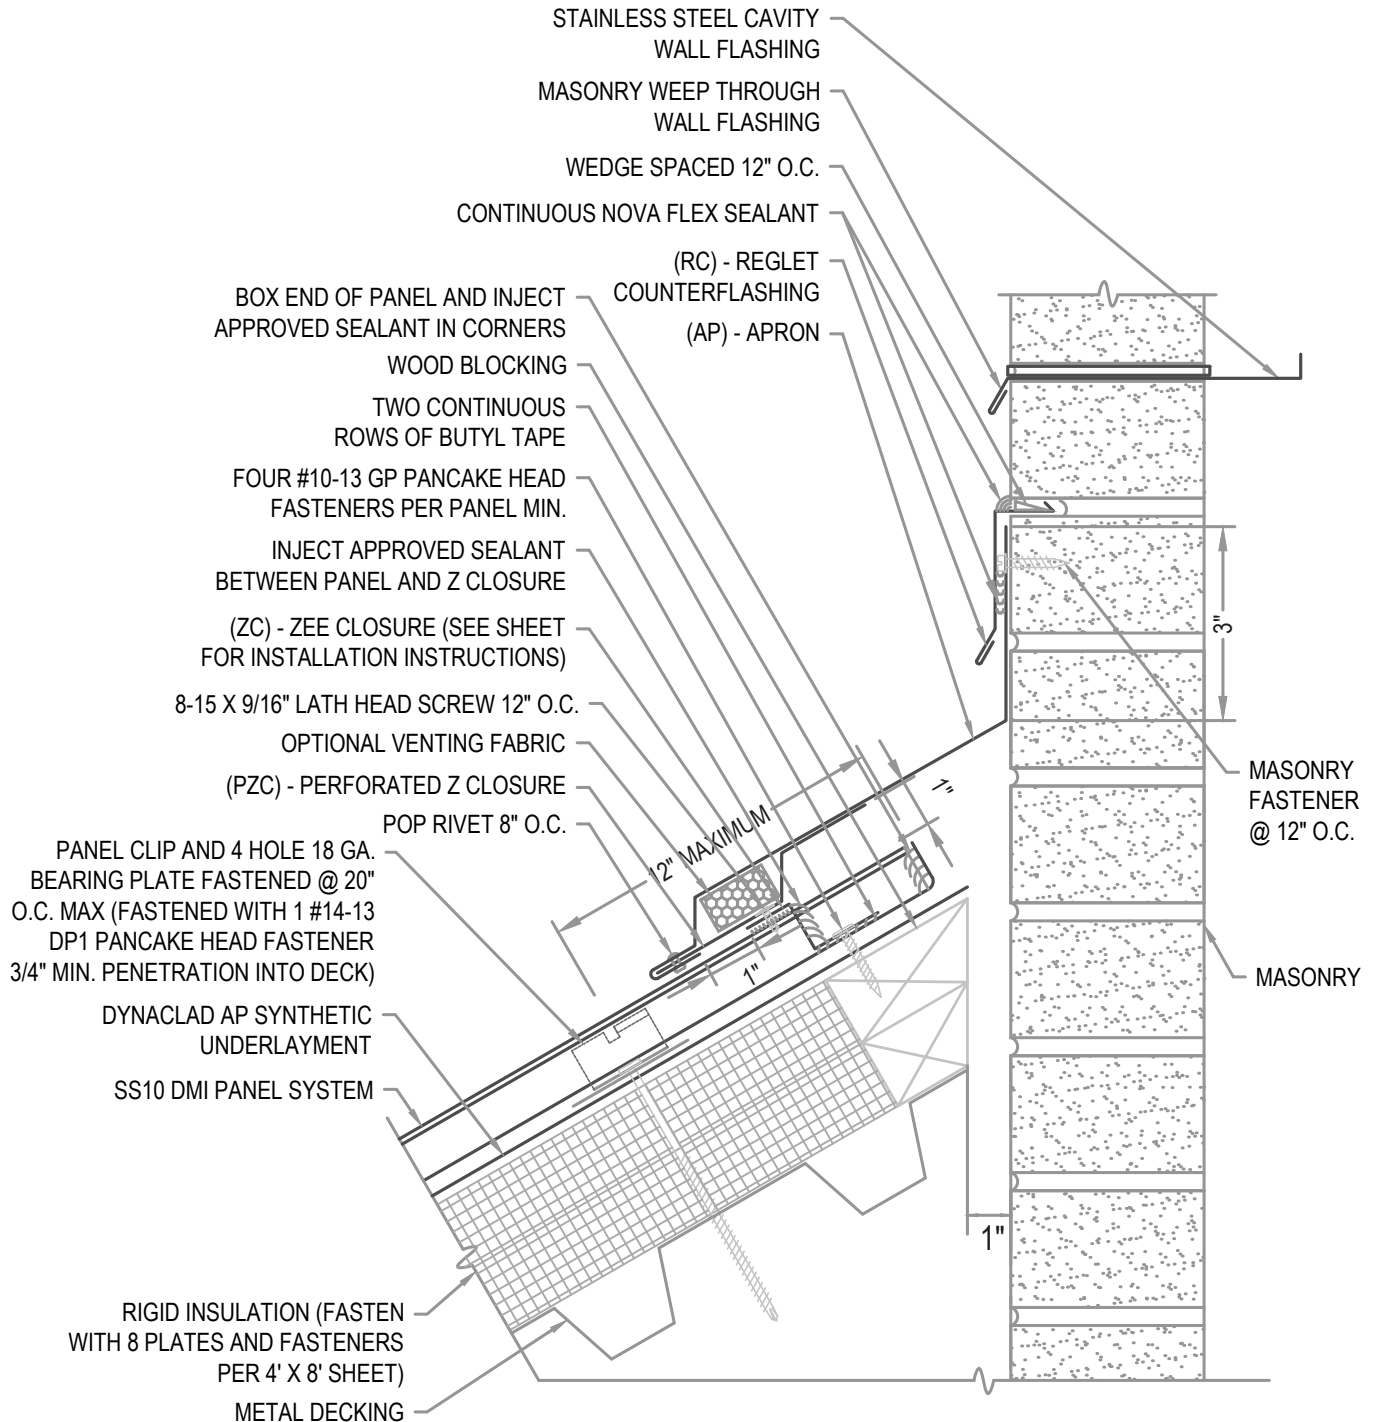 STAINLESS STEEL CAVITY
WALL FLASHING
MASONRY WEEP THROUGH
WALL FLASHING
WEDGE SPACED 12" O.C.
CONTINUOUS NOVA FLEX SEALANT
(RC) - REGLET
COUNTERFLASHING
(AP) - APRON
BOX END OF PANEL AND INJECT
APPROVED SEALANT IN CORNERS
WOOD BLOCKING
TWO CONTINUOUS
ROWS OF BUTYL TAPE
FOUR #10-13 GP PANCAKE HEAD
FASTENERS PER PANEL MIN.
INJECT APPROVED SEALANT
BETWEEN PANEL AND Z CLOSURE
(ZC) - ZEE CLOSURE (SEE SHEET
FOR INSTALLATION INSTRUCTIONS)
8-15 X 9/16" LATH HEAD SCREW 12" O.C.
OPTIONAL VENTING FABRIC
(PZC) - PERFORATED Z CLOSURE
POP RIVET 8" O.C.
PANEL CLIP AND 4 HOLE 18 GA.
BEARING PLATE FASTENED @ 20"
O.C. MAX (FASTENED WITH 1 #14-13
DP1 PANCAKE HEAD FASTENER
3/4" MIN. PENETRATION INTO DECK)
DYNACLAD AP SYNTHETIC
UNDERLAYMENT
SS10 DMI PANEL SYSTEM
RIGID INSULATION (FASTEN
WITH 8 PLATES AND FASTENERS
PER 4' X 8' SHEET)
METAL DECKING
12" MAXIMUM
1"
1"
3"
MASONRY
FASTENER
@ 12" O.C.
MASONRY
1"